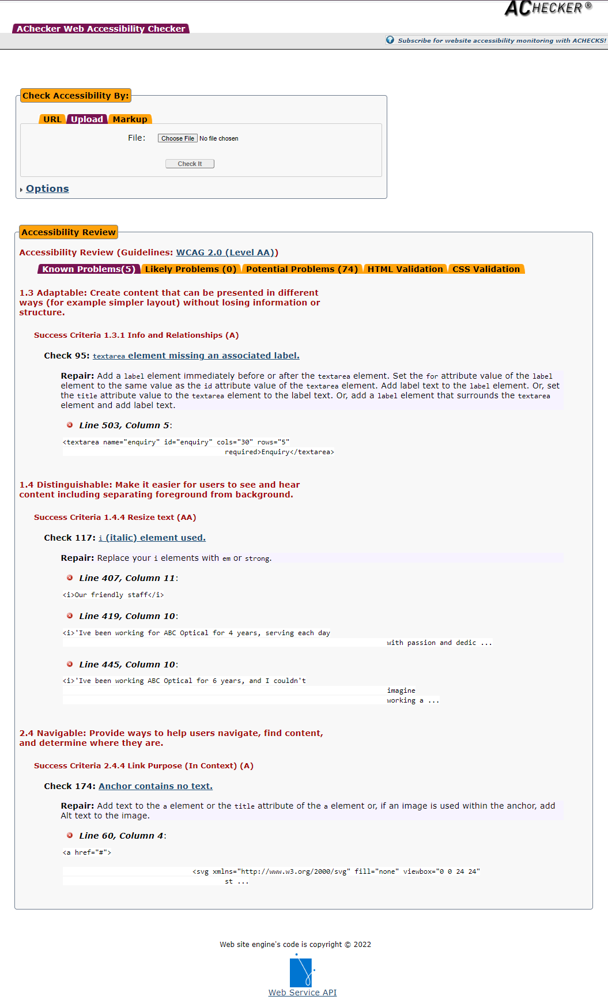 ACHECKER®
AChecker Web Accessibility Checker
Subscribe for website accessibility monitoring with ACHECKS!
Check Accessibility By:
URL Upload Markup
File: Choose File No file chosen
Check It
Options
Accessibility Review
Accessibility Review (Guidelines: WCAG 2.0 (Level AA))
Known Problems(5) Likely Problems (0) Potential Problems (74) HTML Validation CSS Validation
1.3 Adaptable: Create content that can be presented in different
ways (for example simpler layout) without losing information or
structure.
Success Criteria 1.3.1 Info and Relationships (A)
Check 95: textarea element missing an associated label.
Repair: Add a label element immediately before or after the textarea element. Set the for attribute value of the label
element to the same value as the id attribute value of the textarea element. Add label text to the label element. Or, set
the title attribute value to the textarea element to the label text. Or, add a label element that surrounds the textarea
element and add label text.
Line 503, Column 5:
<textarea name="enquiry" id="enquiry" cols="30" rows="5"
required>Enquiry</textarea>
1.4 Distinguishable: Make it easier for users to see and hear
content including separating foreground from background.
Success Criteria 1.4.4 Resize text (AA)
Check 117: i (italic) element used.
Repair: Replace your i elements with em or strong.
Line 407, Column 11:
<i>Our friendly staff</i>
Line 419, Column 10:
<i>'Ive been working for ABC Optical for 4 years, serving each day
with passion and dedic ...
Line 445, Column 10:
<i>'Ive been working ABC Optical for 6 years, and I couldn't
imagine
working a ...
2.4 Navigable: Provide ways to help users navigate, find content,
and determine where they are.
Success Criteria 2.4.4 Link Purpose (In Context) (A)
Check 174: Anchor contains no text.
Repair: Add text to the a element or the title attribute of the a element or, if an image is used within the anchor, add
Alt text to the image.
Line 60, Column 4:
<a href="#">
<svg xmlns="http://www.w3.org/2000/svg" fill="none" viewbox="0 0 24 24"
st ...
Web site engine's code is copyright © 2022
Web Service API